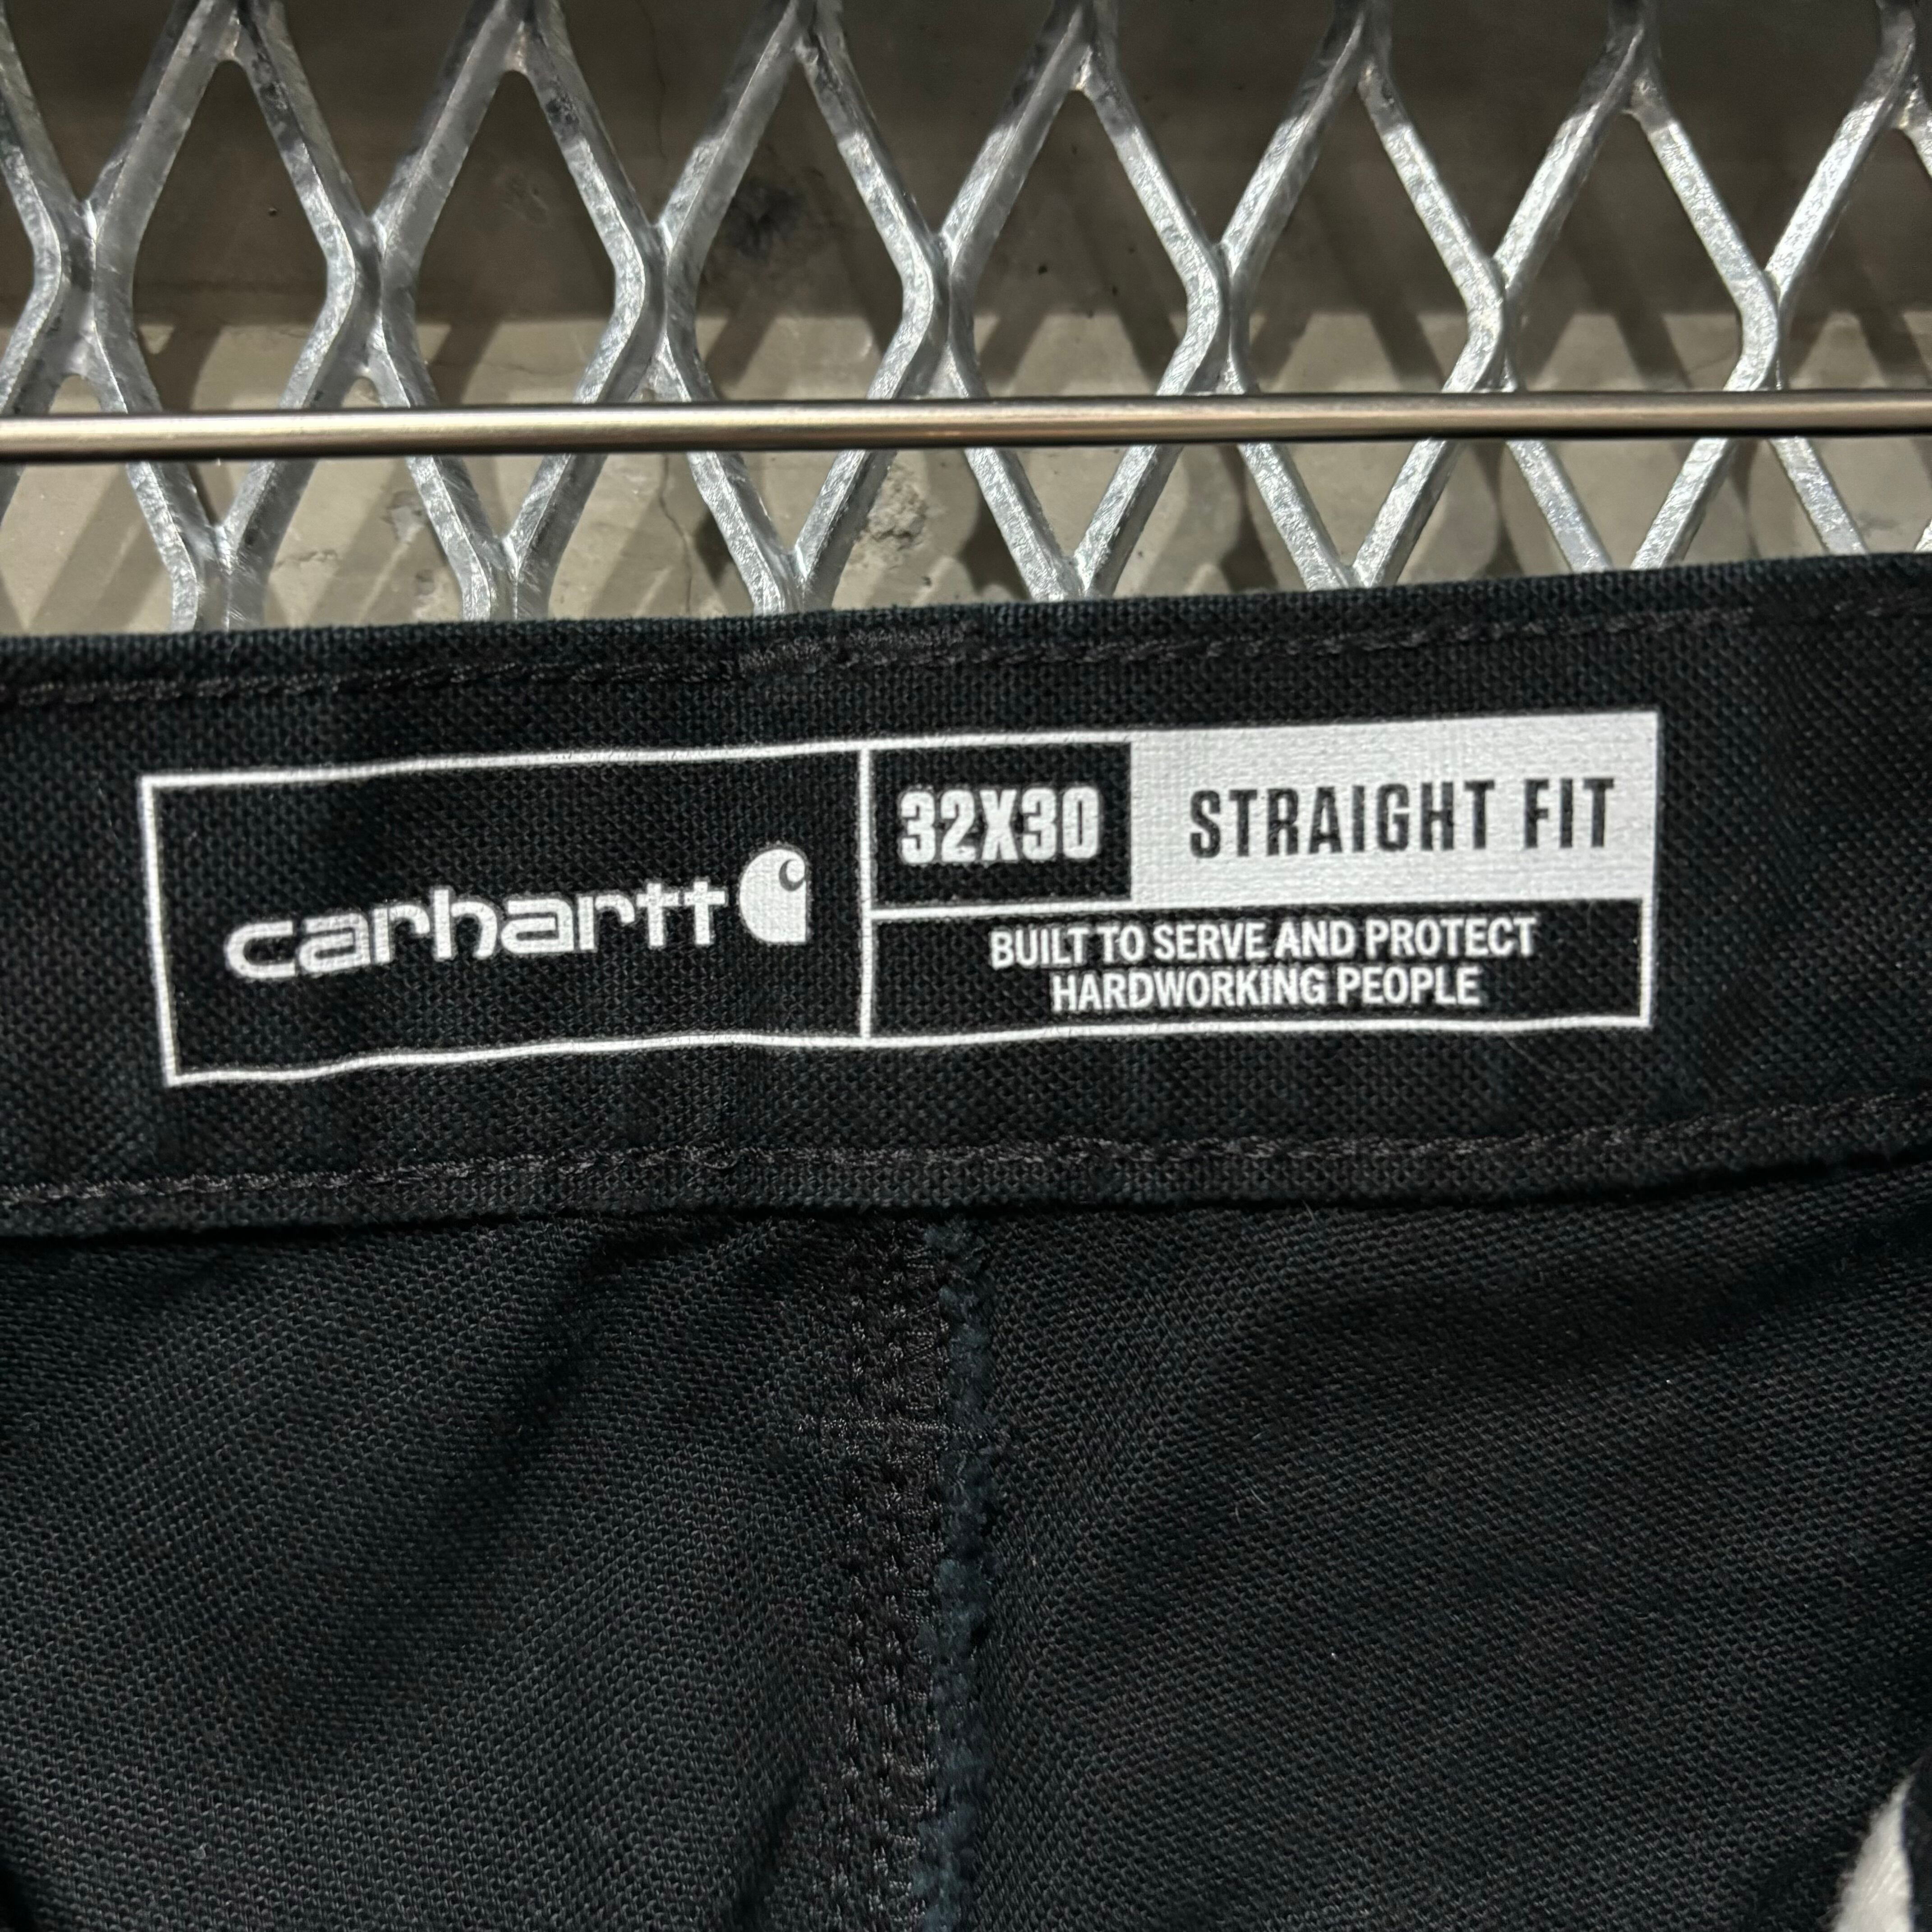 carhartt
32X30
STRAIGHT FIT
BUILT TO SERVE AND PROTECT
HARDWORKING PEOPLE